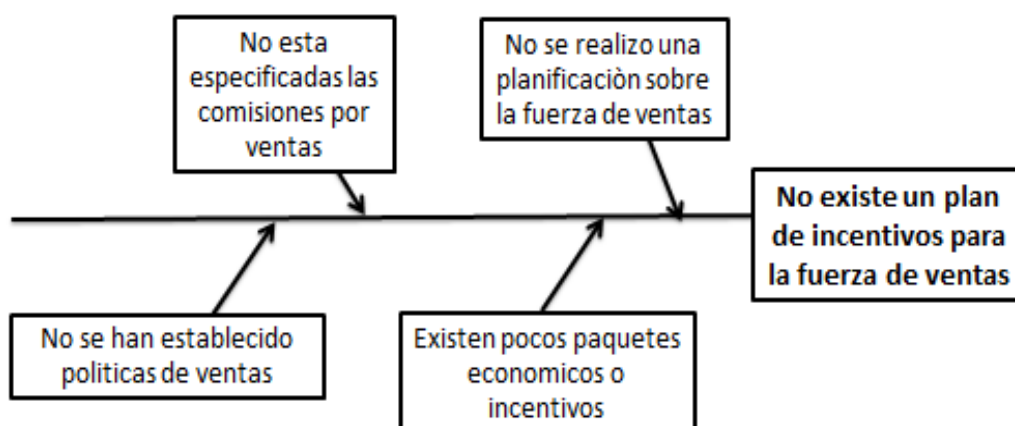 No esta
especificadas las
comisiones por
ventas
No se realizo una
planificaciòn sobre
la fuerza de ventas
No existe un plan
de incentivos para
la fuerza de ventas
No se han establecido
politicas de ventas
Existen pocos paquetes
economicos o
incentivos